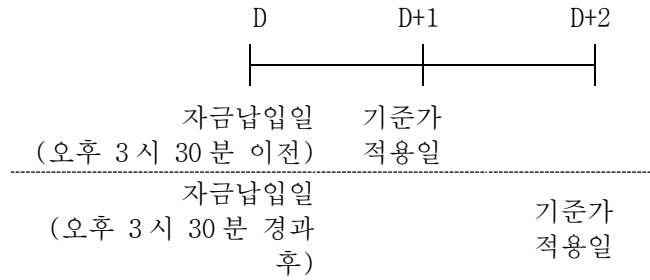 D D+1 D+2
자금납입일 기준가
(오후 3시 30분 이전) 적용일
자금납입일
(오후 3시 30분 경과
후)
기준가
적용일